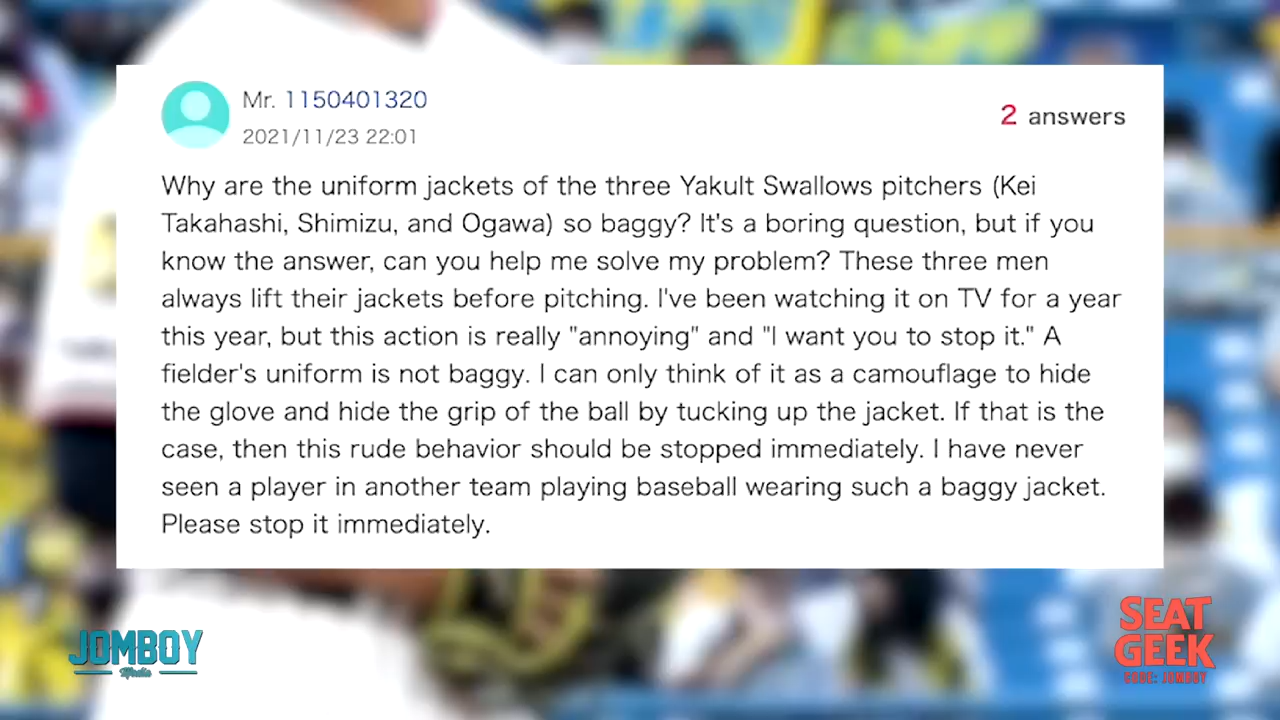 Mr. 1150401320
2021/11/23 22:01
2 answers
Why are the uniform jackets of the three Yakult Swallows pitchers (Kei
Takahashi, Shimizu, and Ogawa) so baggy? It's a boring question, but if you
know the answer, can you help me solve my problem? These three men
always lift their jackets before pitching. I've been watching it on TV for a year
this year, but this action is really "annoying" and "I want you to stop it." A
fielder's uniform is not baggy. I can only think of it as a camouflage to hide
the glove and hide the grip of the ball by tucking up the jacket. If that is the
case, then this rude behavior should be stopped immediately. I have never
seen a player in another team playing baseball wearing such a baggy jacket.
Please stop it immediately.
JOMBOY
Media
SEAT
GEEK
CODE: JOMBOY